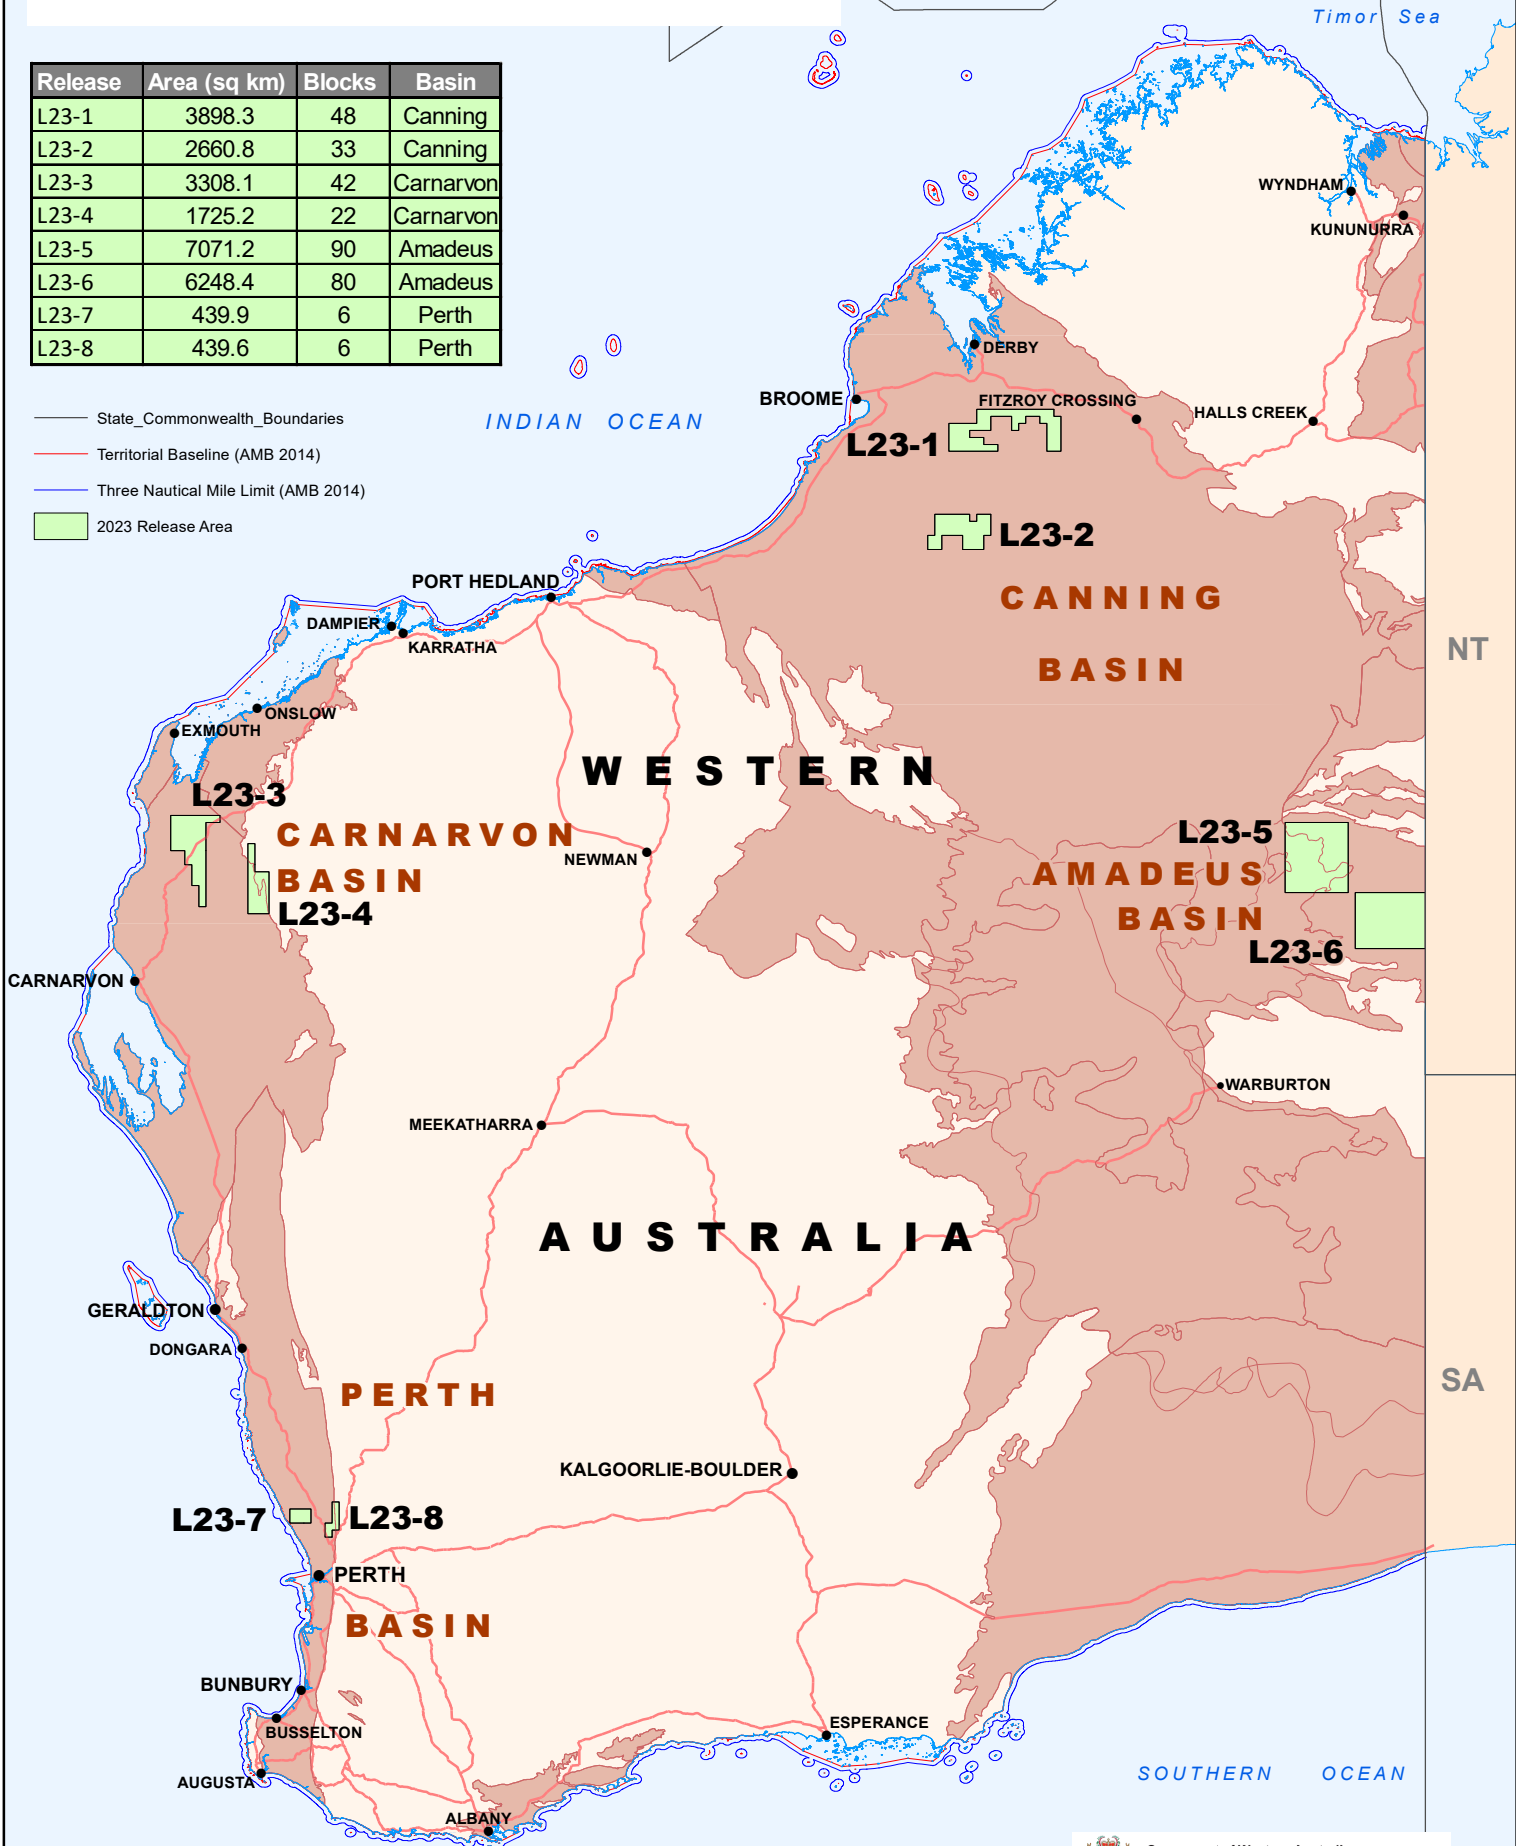 Timor Sea
Release Area (sq km) Blocks Basin
L23-1 3898.3 48 Canning
L23-2 2660.8 33 Canning
L23-3 3308.1 42 Carnarvon
L23-4 1725.2 22 Carnarvon
L23-5 7071.2 90 Amadeus
L23-6 6248.4 80 Amadeus
L23-7 439.9 6 Perth
L23-8 439.6 6 Perth
State_Commonwealth_Boundaries
Territorial Baseline (AMB 2014)
Three Nautical Mile Limit (AMB 2014)
2023 Release Area
INDIAN OCEAN
WYNDHAM
KUNUNURRA
DERBY
BROOME
FITZROY CROSSING
HALLS CREEK
L23-1
L23-2
CANNING
BASIN
NT
PORT HEDLAND
DAMPIER
KARRATHA
ONSLOW
EXMOUTH
WESTERN
L23-3
CARNARVON
BASIN
L23-4
NEWMAN
L23-5
AMADEUS
BASIN
L23-6
CARNARVON
WARBURTON
MEEKATHARRA
AUSTRALIA
GERALDTON
DONGARA
PERTH
SA
KALGOORLIE-BOULDER
L23-7
L23-8
PERTH
BASIN
BUNBURY
BUSSELTON
ESPERANCE
AUGUSTA
ALBANY
SOUTHERN OCEAN